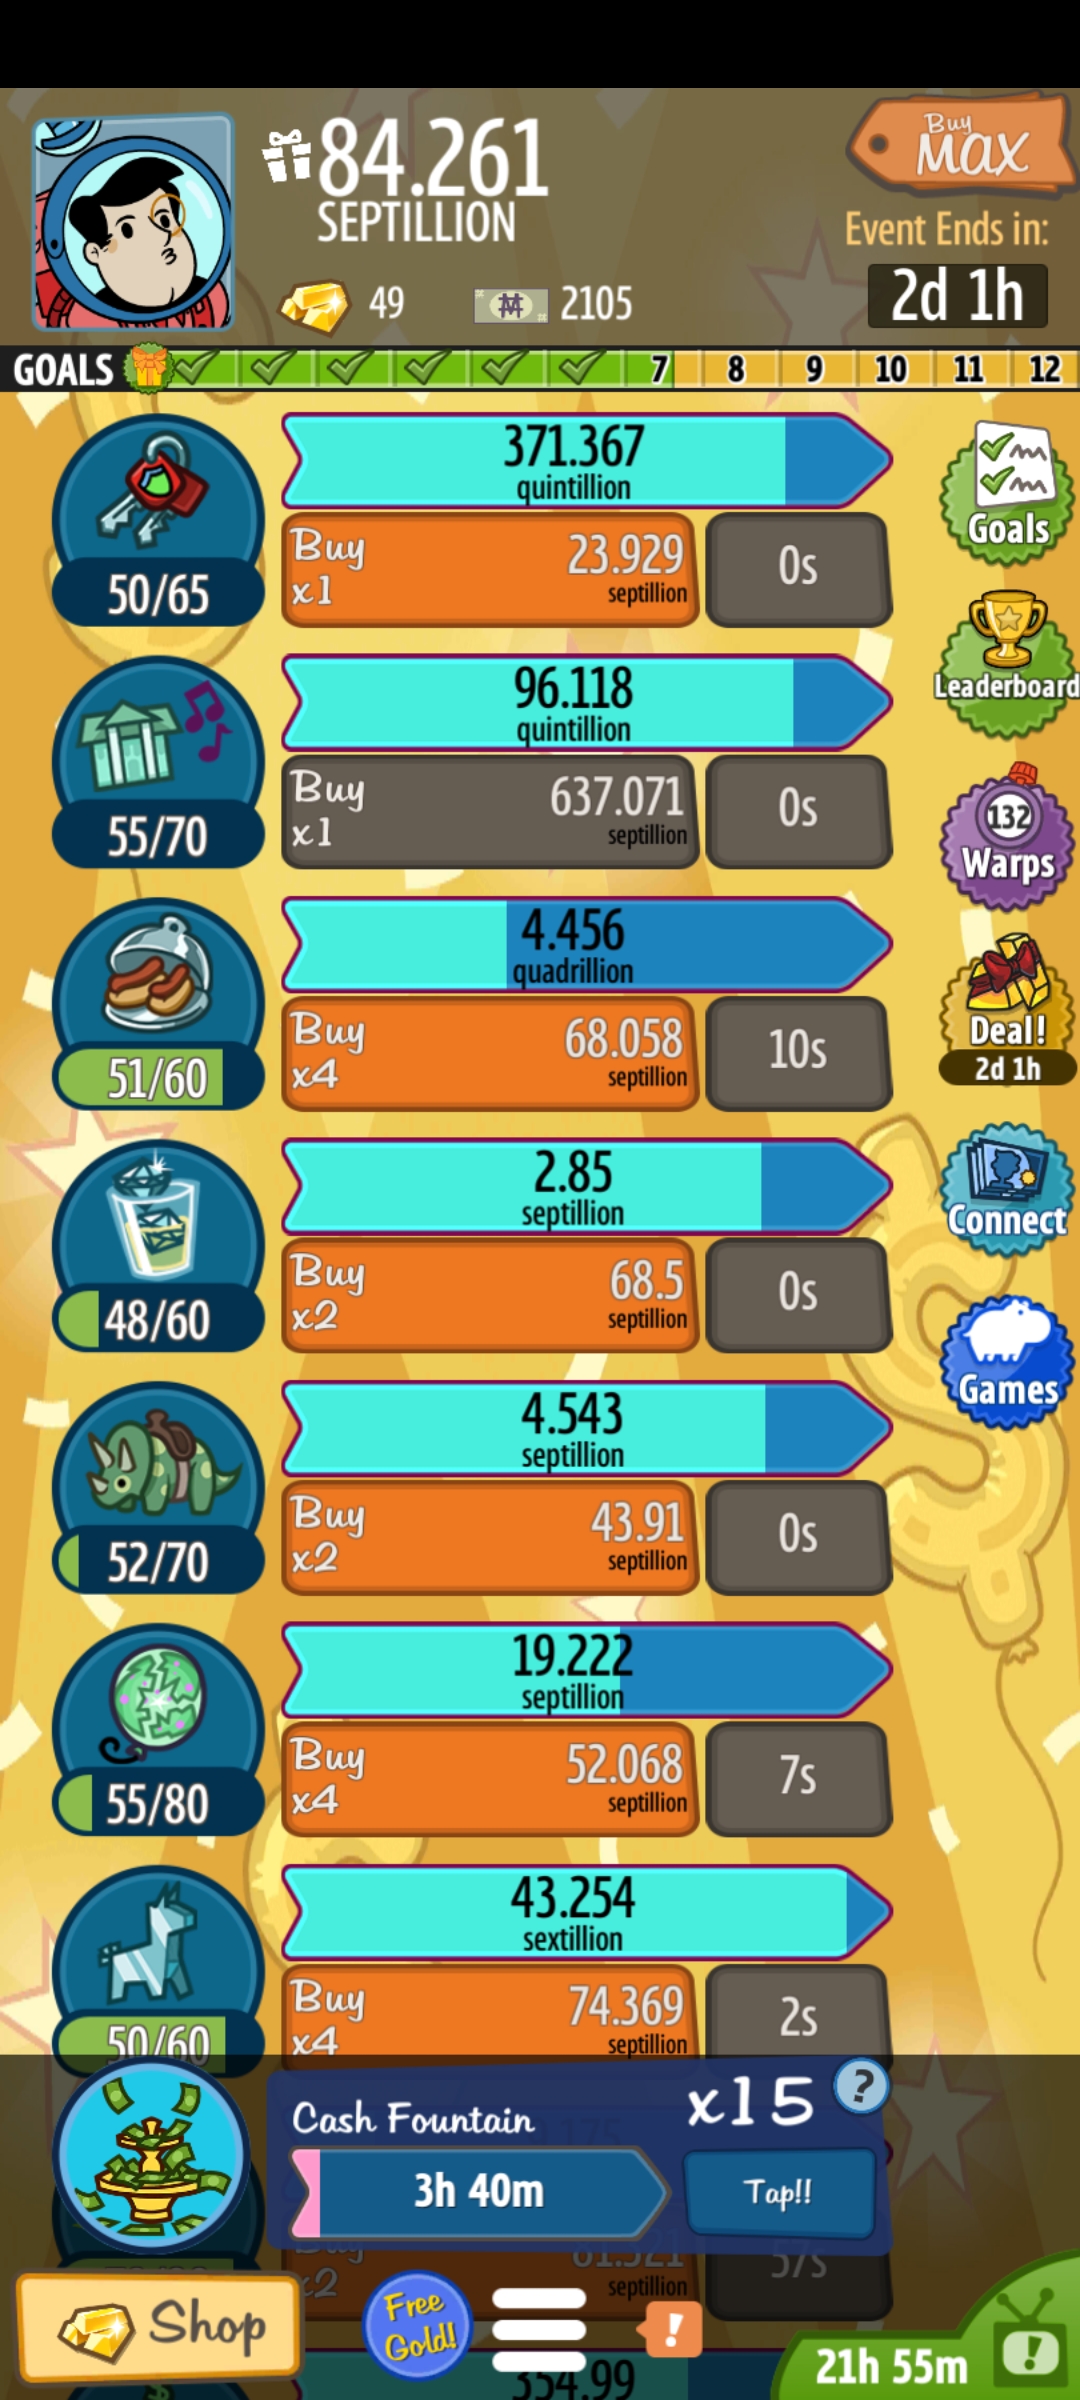 84.261
SEPTILLION
49
2105
Buy
MAX
Event Ends in:
2d 1h
GOALS
7 8 9 10 11 12
371.367
quintillion
Buy
x1
23.929
septillion
0s
50/65
Goals
Leaderboard
96.118
quintillion
Buy
x1
637.071
septillion
0s
55/70
132
Warps
4.456
quadrillion
Buy
x4
68.058
septillion
10s
51/60
Deal!
2d 1h
2.85
septillion
Buy
x2
68.5
septillion
0s
48/60
Connect
Games
4.543
septillion
Buy
x2
43.91
septillion
0s
52/70
19.222
septillion
Buy
x4
52.068
septillion
7s
55/80
43.254
sextillion
Buy
x4
74.369
septillion
2s
50/60
Cash Fountain
x15
?
3h 40m
Tap!!
x2
septillion
57s
Shop
Free
Gold!
!
21h 55m
!
354.99